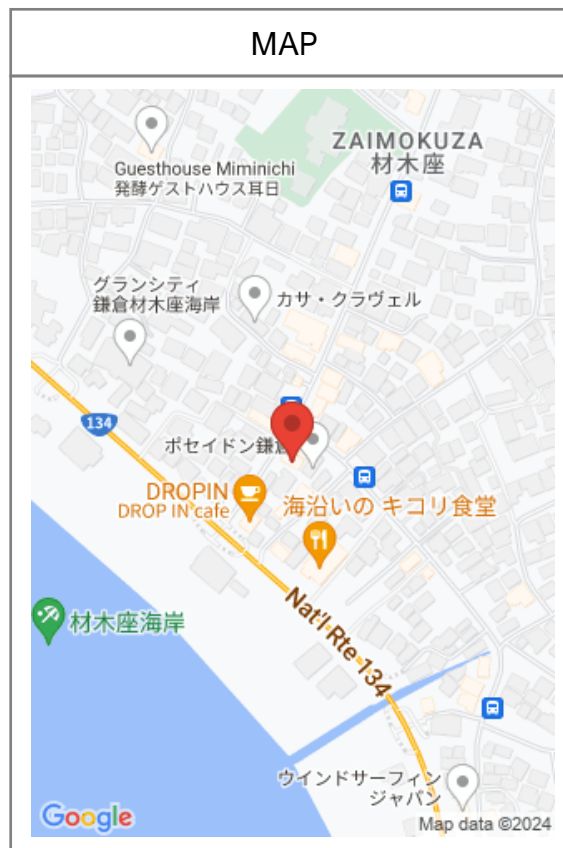 MAP
ZAIMOKUZA
材木座
Guesthouse Miminichi
発酵ゲストハウス耳日
グランシティ
鎌倉材木座海岸
カサ・クラヴェル
134
ポセイドン鎌倉
DROPIN
DROP IN cafe
海沿いの キコリ食堂
材木座海岸
Nat'l Rte 134
ウインドサーフィン
ジャパン
Google
Map data ©2024